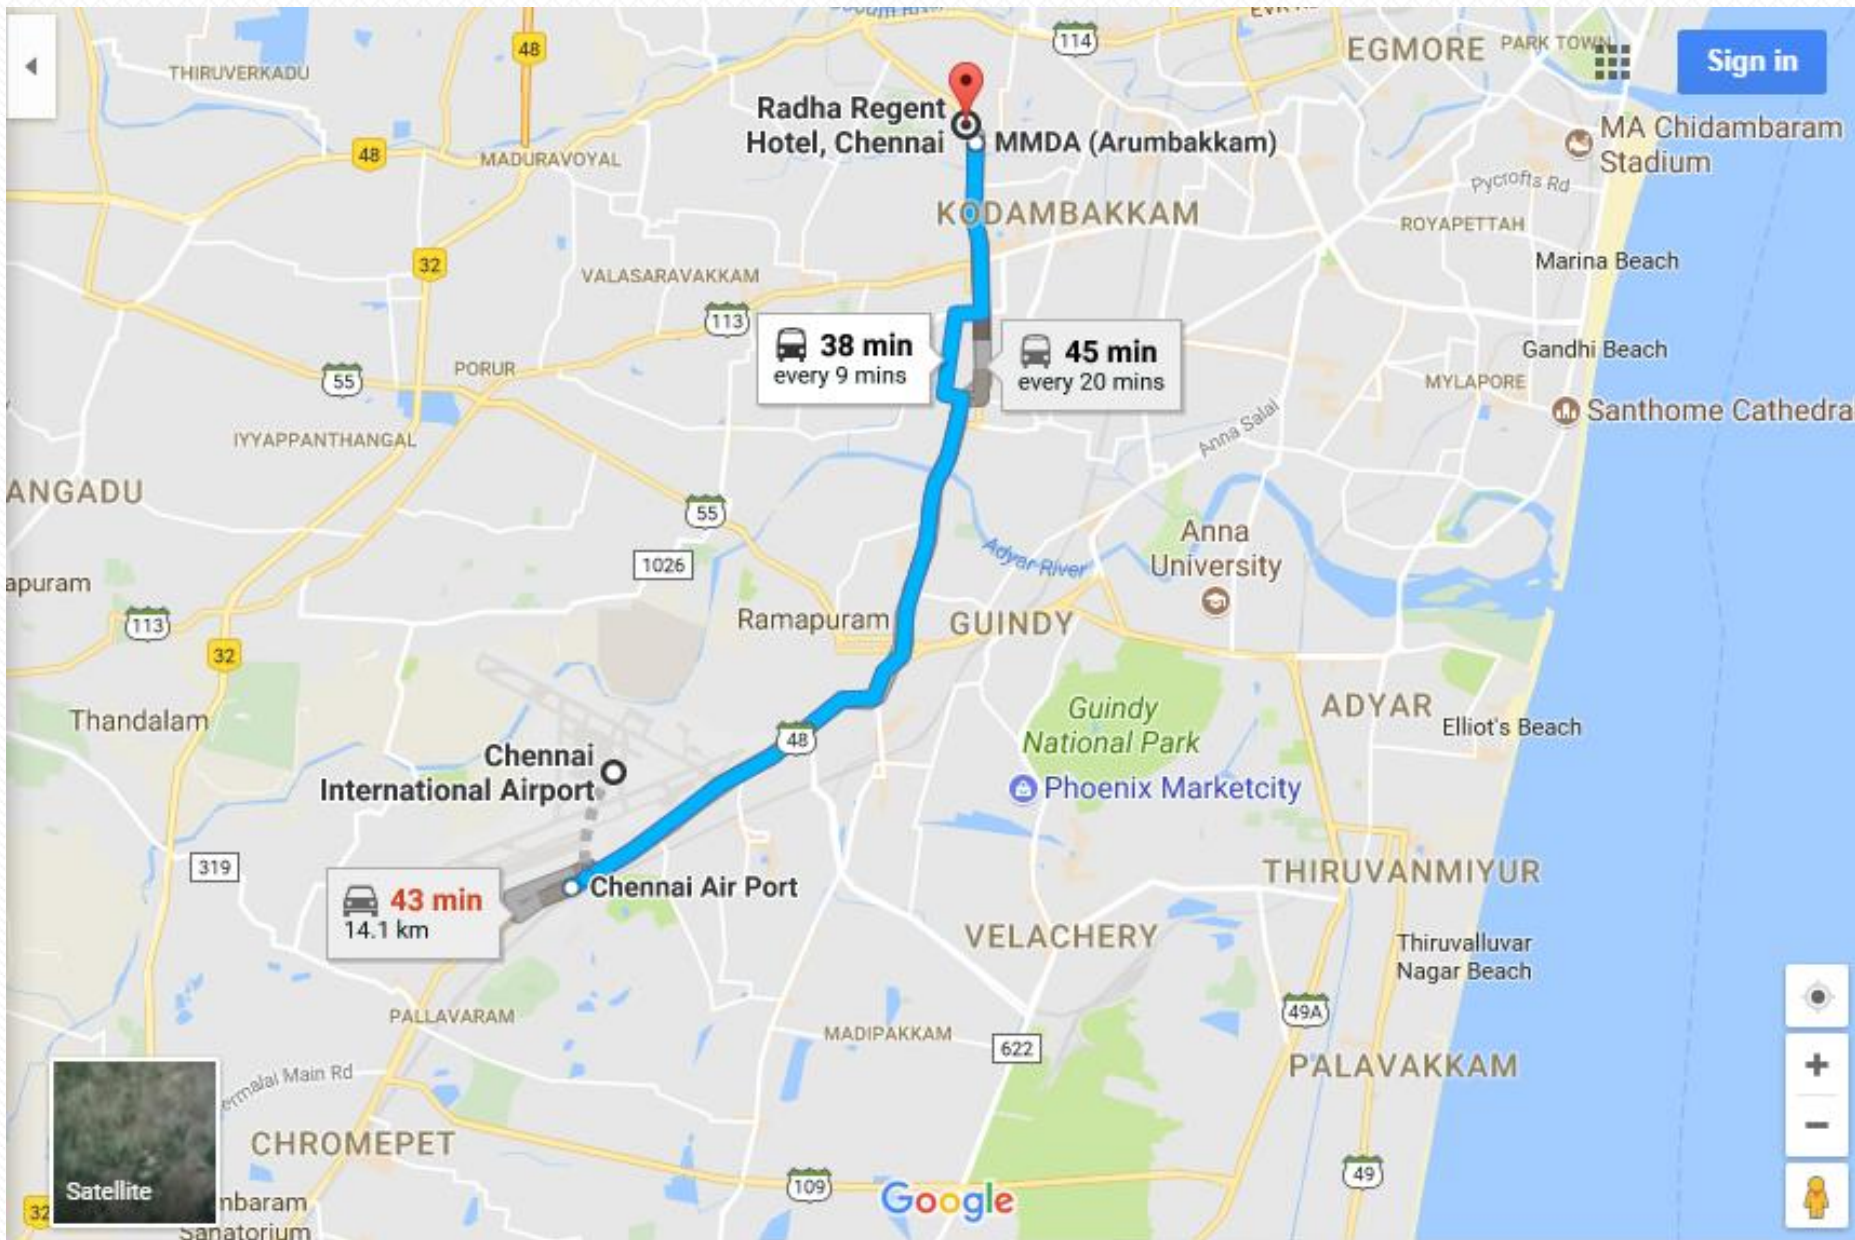 114
EGMORE
PARK TOWN
Sign in
THIRUVERKADU
48
Radha Regent
Hotel, Chennai
MMDA (Arumbakkam)
MA Chidambaram
Stadium
48
MADURAVOYAL
Pycrofts Rd
KODAMBAKKAM
ROYAPETTAH
32
VALASARAVAKKAM
Marina Beach
113
38 min
every 9 mins
45 min
every 20 mins
Gandhi Beach
55
PORUR
MYLAPORE
Santhome Cathedra
IYYAPPANTHANGAL
Anna Salai
ANGADU
55
Anna
University
Adyar River
1026
apuram
113
Ramapuram
GUINDY
32
Thandalam
Guindy
National Park
ADYAR
Elliot's Beach
48
Chennai
International Airport
Phoenix Marketcity
319
43 min
14.1 km
Chennai Air Port
THIRUVANMIYUR
VELACHERY
Thiruvalluvar
Nagar Beach
PALLAVARAM
MADIPAKKAM
622
49A
PALAVAKKAM
ermalai Main Rd
CHROMEPET
Satellite
109
49
Google
32
mbaram
Sanatorium